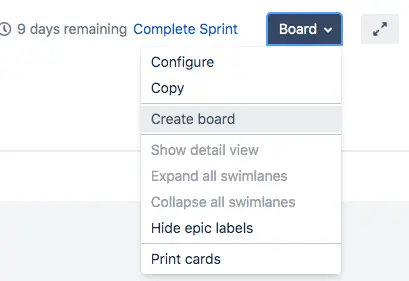 9 days remaining Complete Sprint Board
Configure
Copy
Create board
Show detail view
Expand all swimlanes
Collapse all swimlanes
Hide epic labels
Print cards